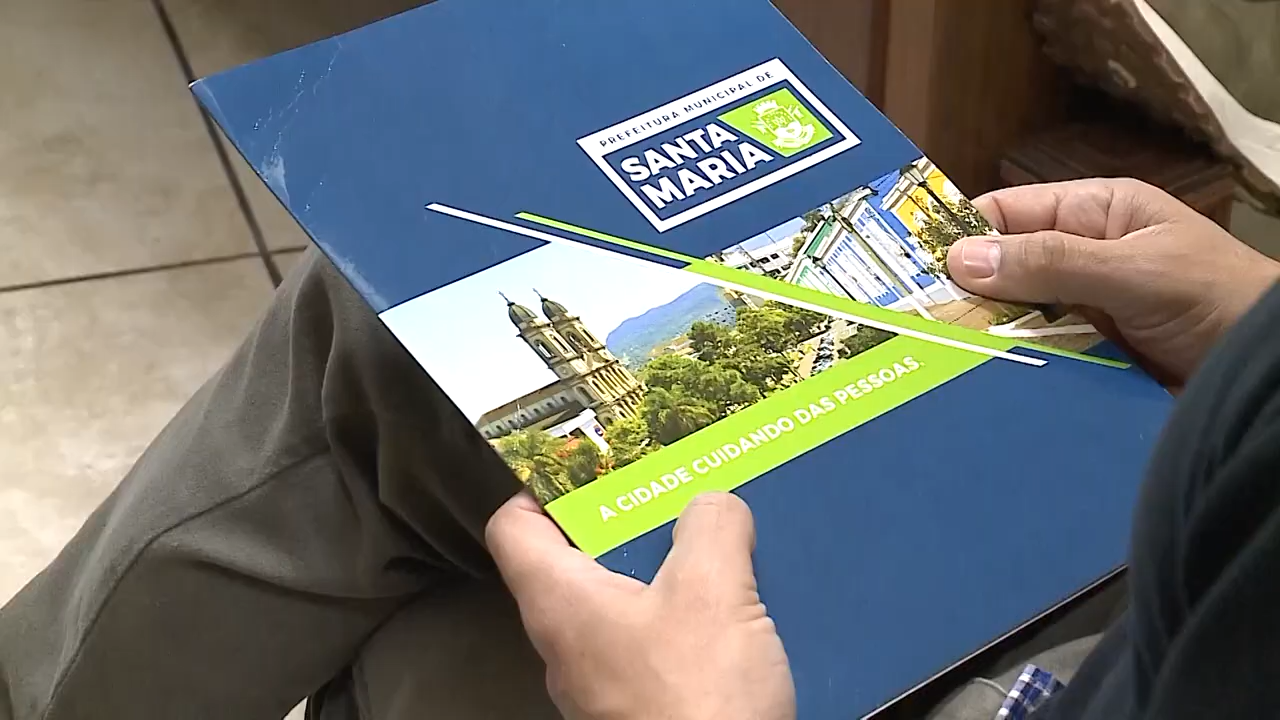 PREFEITURA MUNICIPAL DE
SANTA
MARIA
A CIDADE CUIDANDO DAS PESSOAS.